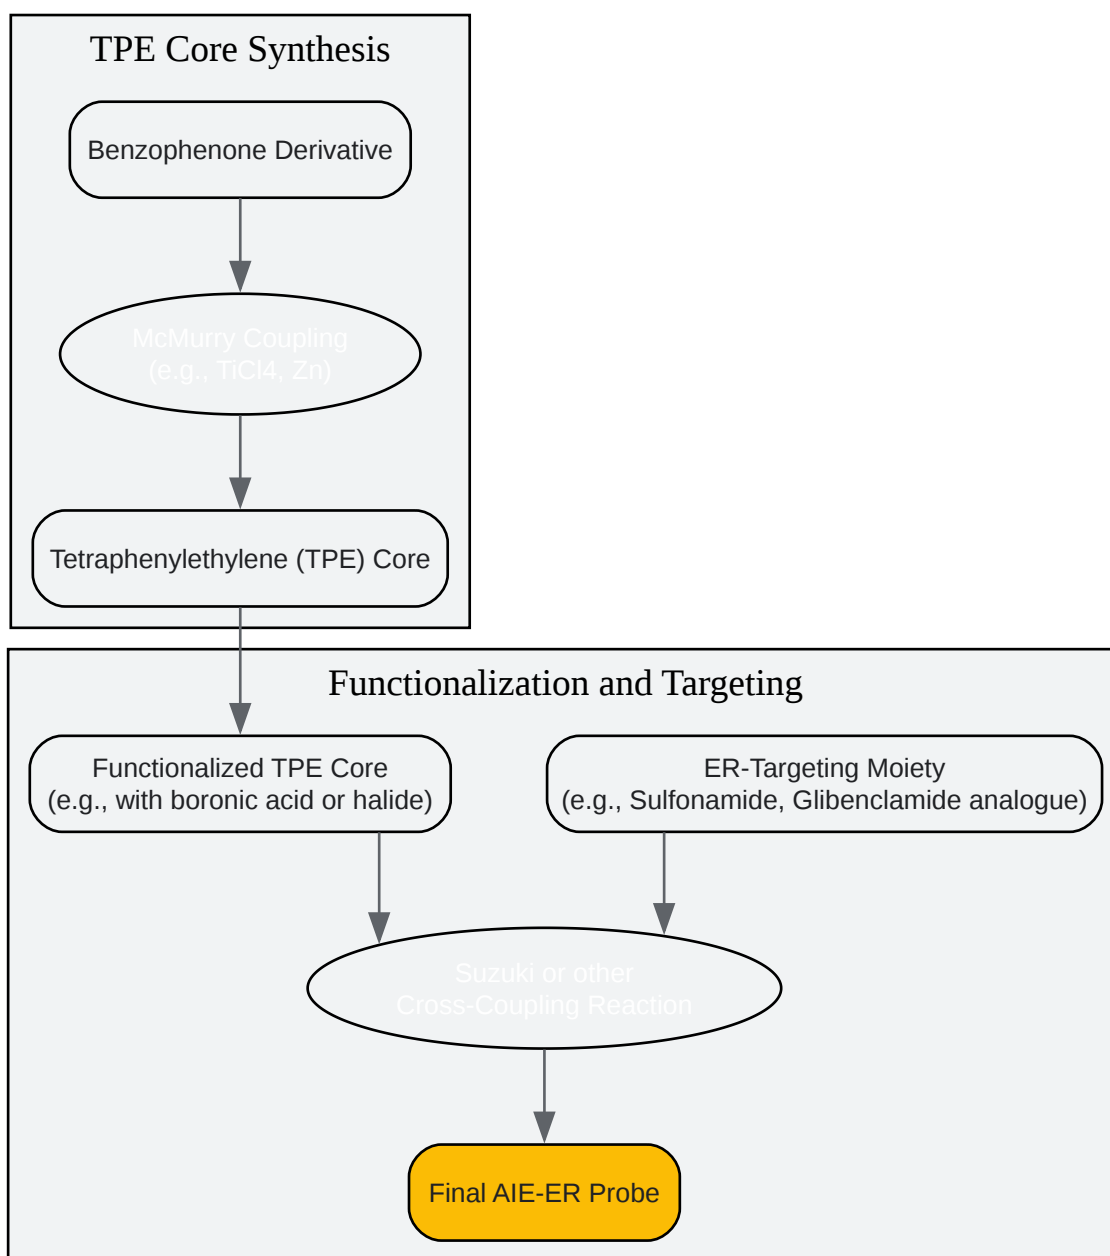 TPE Core Synthesis
Benzophenone Derivative
McMurry Coupling
(e.g., TiCl4, Zn)
Tetraphenylethylene (TPE) Core
Functionalization and Targeting
Functionalized TPE Core
(e.g., with boronic acid or halide)
ER-Targeting Moiety
(e.g., Sulfonamide, Glibenclamide analogue)
Suzuki or other
Cross-Coupling Reaction
Final AIE-ER Probe